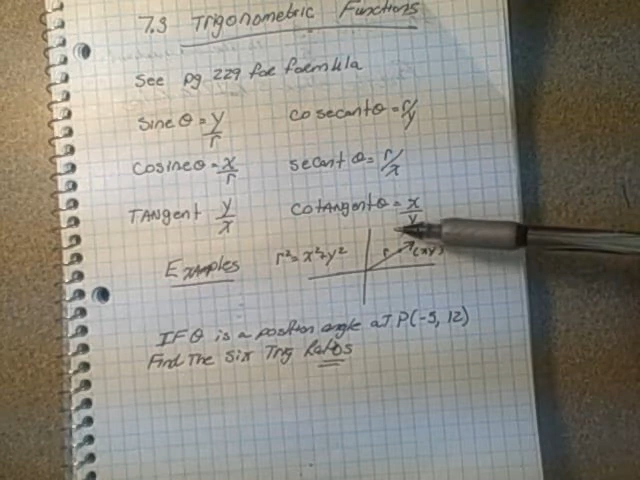 7.3 Trigonometric Functions
See pg 229 for formula
sine θ = y/r cosecant θ = r/y
cosine θ = x/r secant θ = r/x
TANgent y/x cotangent θ = x/y
Examples r² = x² + y² r (x,y)
IF θ is a position angle at P(-5, 12)
Find The Six Trig Ratios